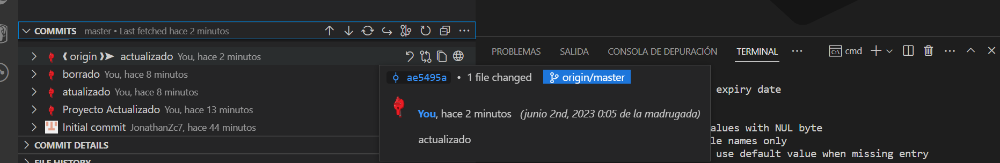 COMMITS master • Last fetched hace 2 minutos
origin actualizado You, hace 2 minutos
borrado You, hace 8 minutos
atualizado You, hace 8 minutos
Proyecto Actualizado You, hace 13 minutos
Initial commit JonathanZc7, hace 44 minutos
COMMIT DETAILS
FILE HISTORY
ae5495a • 1 file changed origin/master
You, hace 2 minutos (junio 2nd, 2023 0:05 de la madrugada)
actualizado
PROBLEMAS SALIDA CONSOLA DE DEPURACIÓN TERMINAL ··· cmd
expiry date
alues with NUL byte
le names only
use default value when missing entry